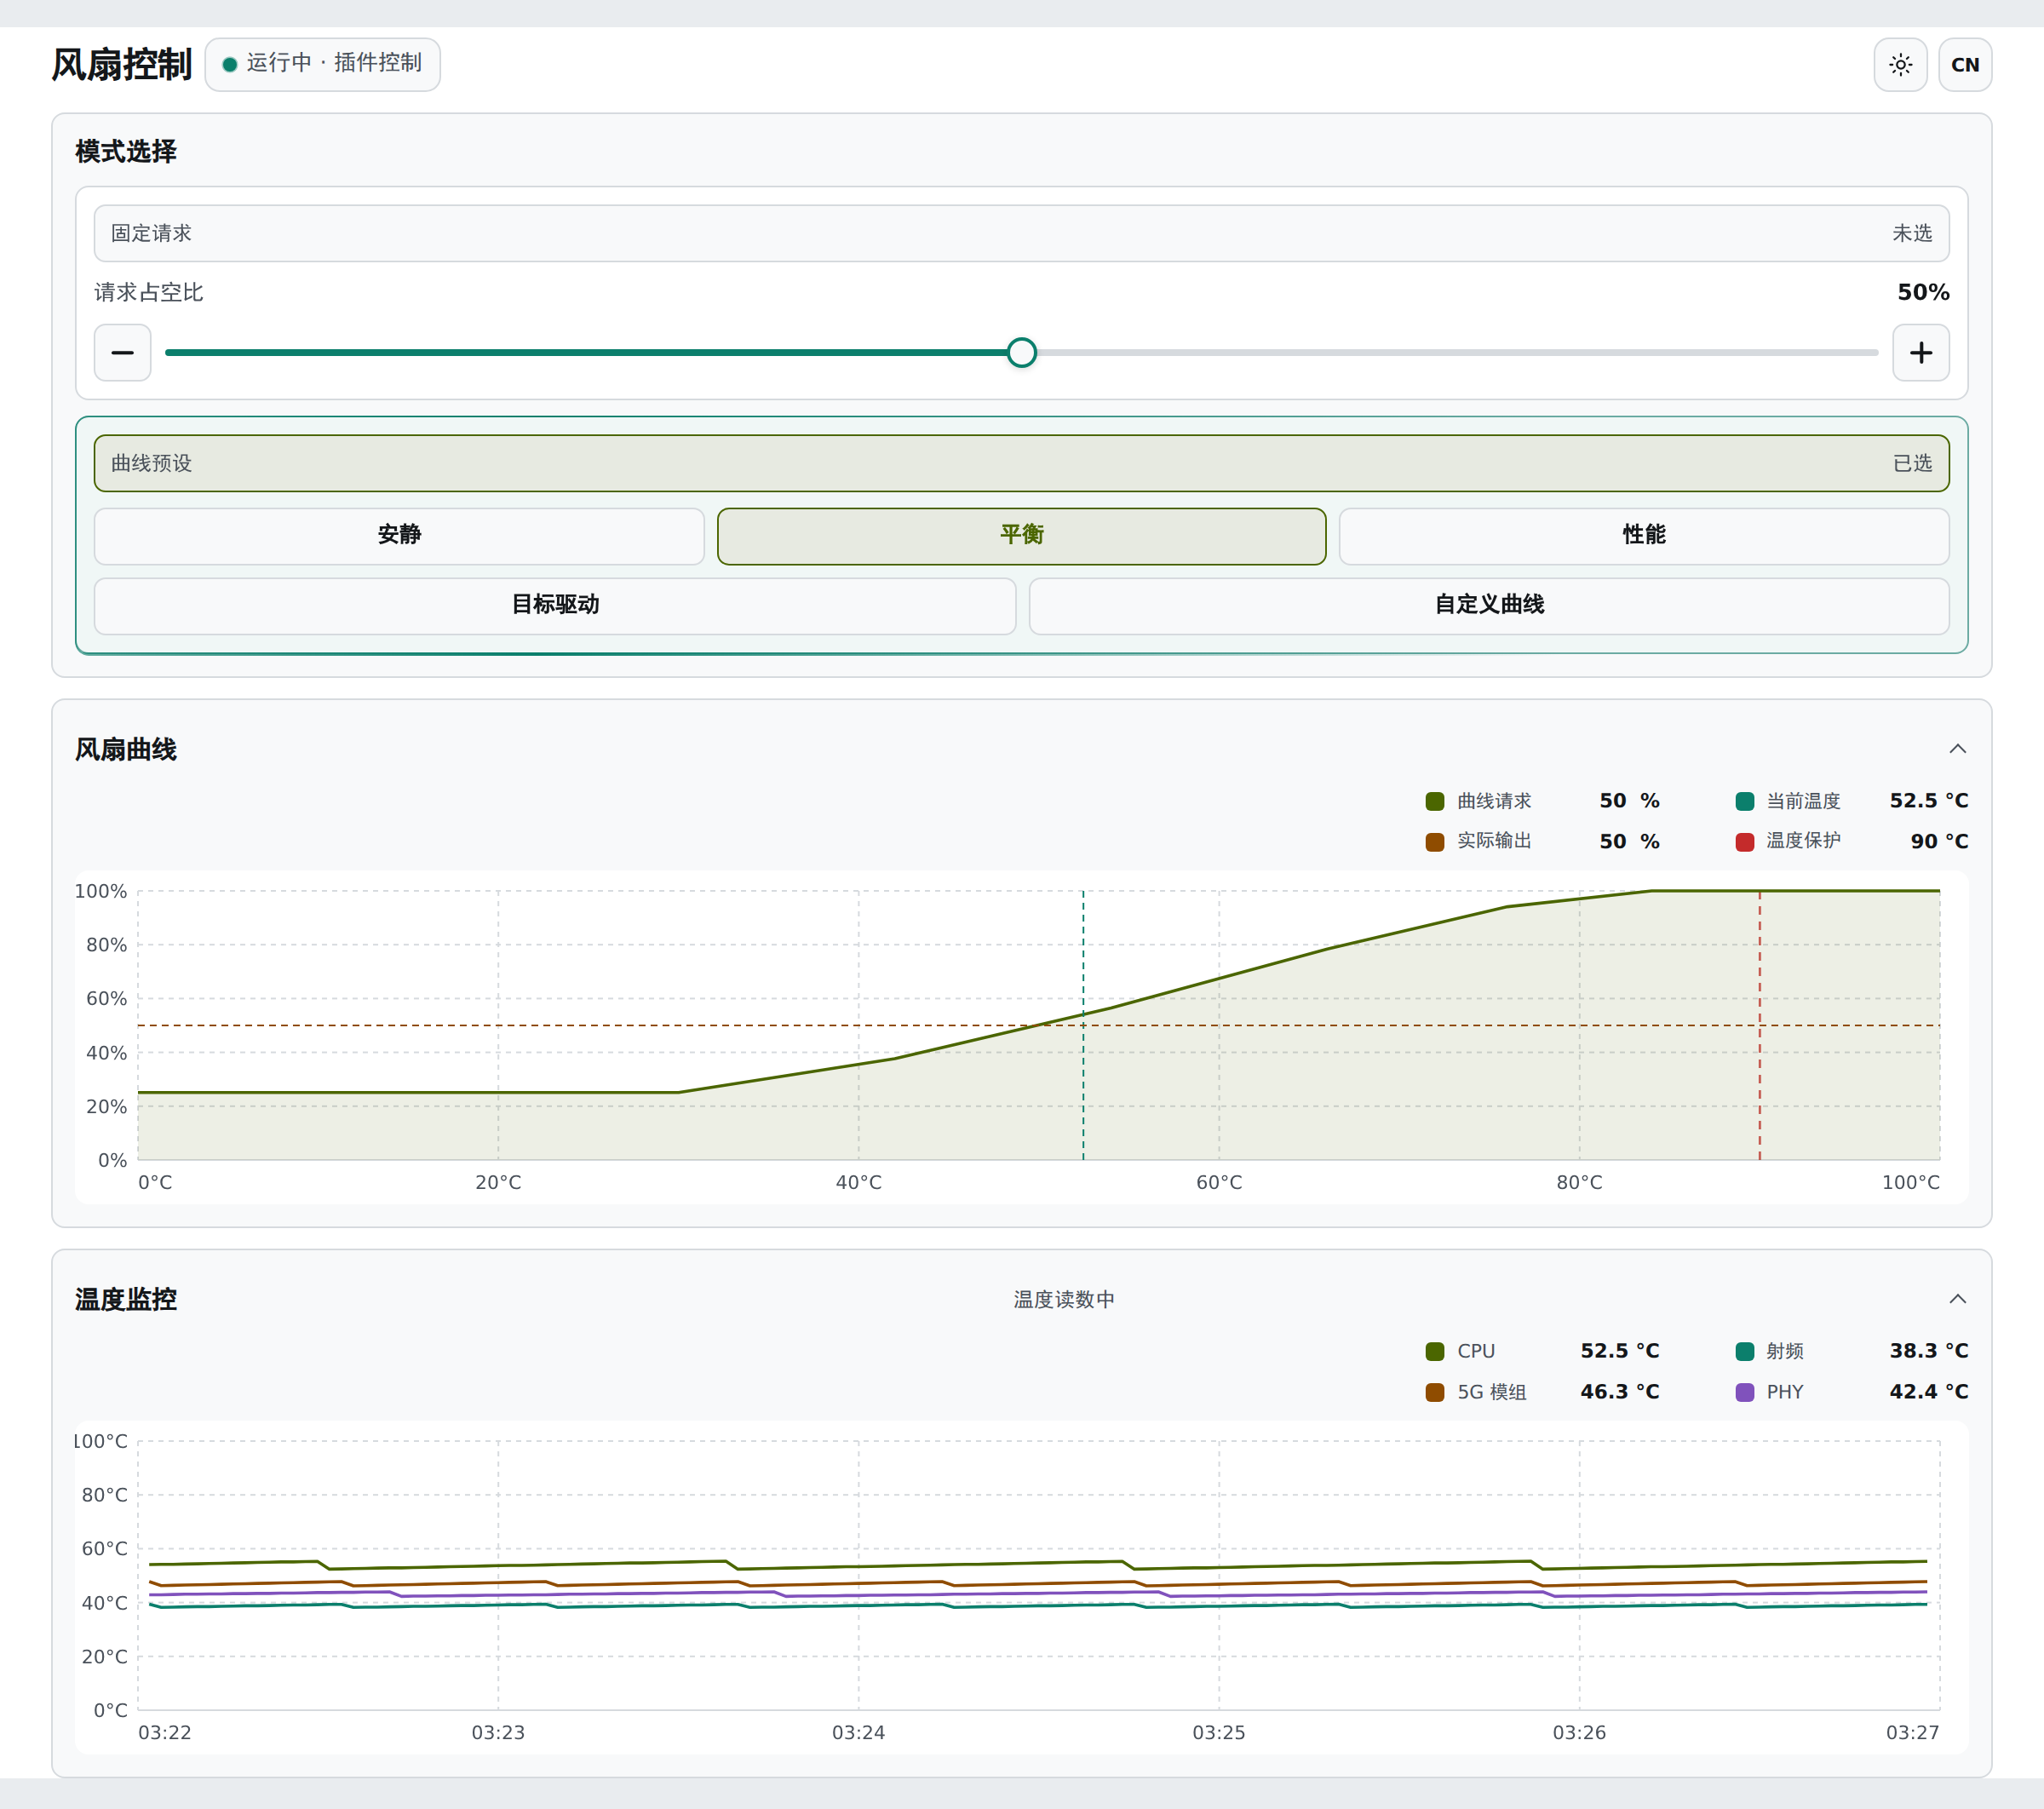 风扇控制 运行中 · 插件控制 CN
模式选择
固定请求 未选
请求占空比 50%
曲线预设 已选
安静 平衡 性能
目标驱动 自定义曲线
风扇曲线
曲线请求 50 % 当前温度 52.5 °C
实际输出 50 % 温度保护 90 °C
100%
80%
60%
40%
20%
0%
0°C 20°C 40°C 60°C 80°C 100°C
温度监控 温度读数中
CPU 52.5 °C 射频 38.3 °C
5G 模组 46.3 °C PHY 42.4 °C
100°C
80°C
60°C
40°C
20°C
0°C
03:22 03:23 03:24 03:25 03:26 03:27